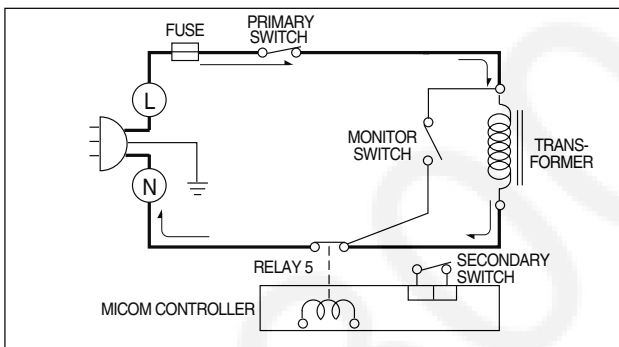 FUSE
PRIMARY
SWITCH
L
MONITOR
SWITCH
TRANS-
FORMER
N
RELAY 5
SECONDARY
SWITCH
MICOM CONTROLLER